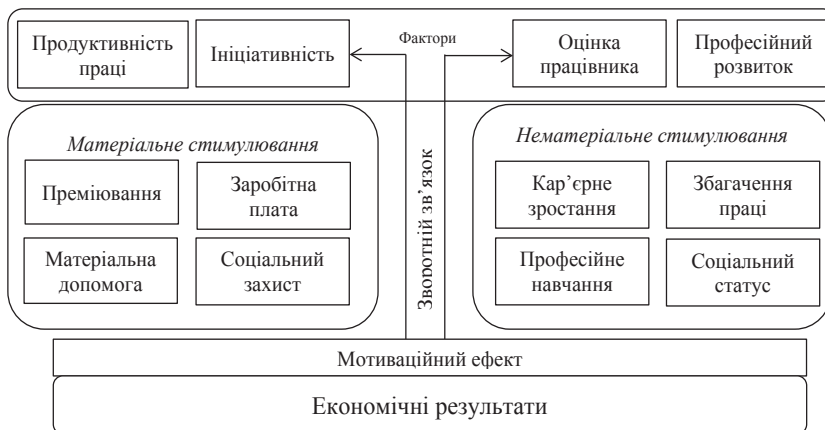 Продуктивність
праці
Ініціативність
Фактори
Оцінка
працівника
Професійний
розвиток
Матеріальне стимулювання
Преміювання
Заробітна
плата
Матеріальна
допомога
Соціальний
захист
Зворотній зв’язок
Нематеріальне стимулювання
Кар’єрне
зростання
Збагачення
праці
Професійне
навчання
Соціальний
статус
Мотиваційний ефект
Економічні результати